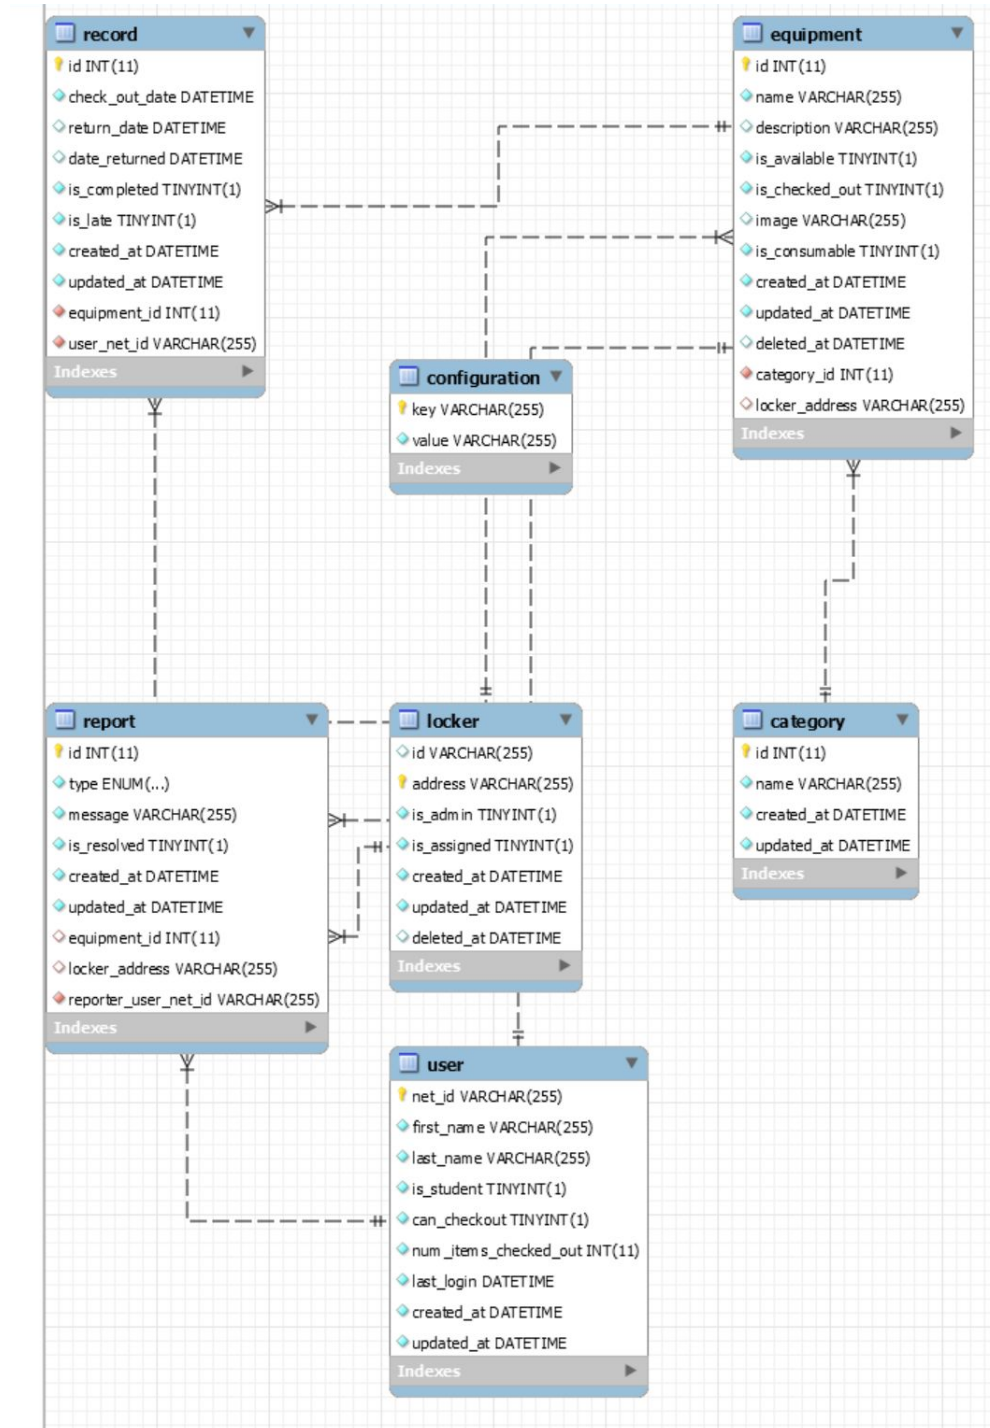 record
id INT(11)
check_out_date DATETIME
return_date DATETIME
date_returned DATETIME
is_completed TINYINT(1)
is_late TINYINT(1)
created_at DATETIME
updated_at DATETIME
equipment_id INT(11)
user_net_id VARCHAR(255)
Indexes
equipment
id INT(11)
name VARCHAR(255)
description VARCHAR(255)
is_available TINYINT(1)
is_checked_out TINYINT(1)
image VARCHAR(255)
is_consumable TINYINT(1)
created_at DATETIME
updated_at DATETIME
deleted_at DATETIME
category_id INT(11)
locker_address VARCHAR(255)
Indexes
configuration
key VARCHAR(255)
value VARCHAR(255)
Indexes
report
id INT(11)
type ENUM(...)
message VARCHAR(255)
is_resolved TINYINT(1)
created_at DATETIME
updated_at DATETIME
equipment_id INT(11)
locker_address VARCHAR(255)
reporter_user_net_id VARCHAR(255)
Indexes
locker
id VARCHAR(255)
address VARCHAR(255)
is_admin TINYINT(1)
is_assigned TINYINT(1)
created_at DATETIME
updated_at DATETIME
deleted_at DATETIME
Indexes
category
id INT(11)
name VARCHAR(255)
created_at DATETIME
updated_at DATETIME
Indexes
user
net_id VARCHAR(255)
first_name VARCHAR(255)
last_name VARCHAR(255)
is_student TINYINT(1)
can_checkout TINYINT(1)
num_items_checked_out INT(11)
last_login DATETIME
created_at DATETIME
updated_at DATETIME
Indexes